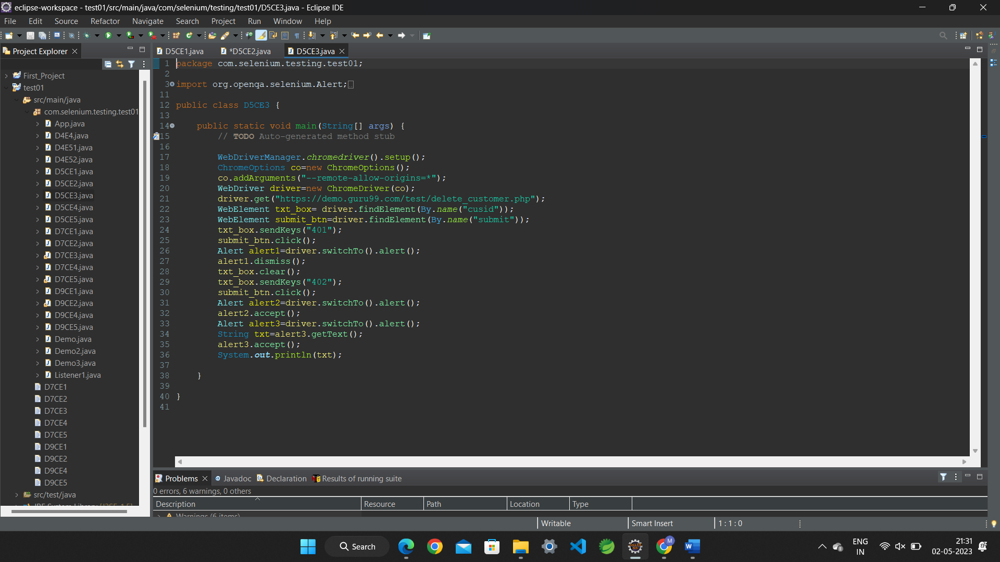 eclipse-workspace - test01/src/main/java/com/selenium/testing/test01/D5CE3.java - Eclipse IDE
File Edit Source Refactor Navigate Search Project Run Window Help
Project Explorer
First_Project
test01
src/main/java
com.selenium.testing.test01
App.java
D4E4.java
D4E51.java
D4E52.java
D5CE1.java
D5CE2.java
D5CE3.java
D5CE4.java
D5CE5.java
D7CE1.java
D7CE2.java
D7CE3.java
D7CE4.java
D7CE5.java
D9CE1.java
D9CE2.java
D9CE4.java
D9CE5.java
Demo.java
Demo2.java
Demo3.java
Listener1.java
D7CE1
D7CE2
D7CE3
D7CE4
D7CE5
D9CE1
D9CE2
D9CE4
D9CE5
src/test/java
D5CE1.java *D5CE2.java D5CE3.java
1 package com.selenium.testing.test01;
2
3 import org.openqa.selenium.Alert;
11
12 public class D5CE3 {
13
14 public static void main(String[] args) {
15 // TODO Auto-generated method stub
16
17 WebDriverManager.chromedriver().setup();
18 ChromeOptions co=new ChromeOptions();
19 co.addArguments("--remote-allow-origins=*");
20 WebDriver driver=new ChromeDriver(co);
21 driver.get("https://demo.guru99.com/test/delete_customer.php");
22 WebElement txt_box= driver.findElement(By.name("cusid"));
23 WebElement submit_btn=driver.findElement(By.name("submit"));
24 txt_box.sendKeys("401");
25 submit_btn.click();
26 Alert alert1=driver.switchTo().alert();
27 alert1.dismiss();
28 txt_box.clear();
29 txt_box.sendKeys("402");
30 submit_btn.click();
31 Alert alert2=driver.switchTo().alert();
32 alert2.accept();
33 Alert alert3=driver.switchTo().alert();
34 String txt=alert3.getText();
35 alert3.accept();
36 System.out.println(txt);
37
38 }
39
40 }
41
Problems Javadoc Declaration Results of running suite
0 errors, 6 warnings, 0 others
Description Resource Path Location Type
Warnings (6 items)
Writable Smart Insert 1 : 1 : 0
Search
M
ENG
IN
21:31
02-05-2023